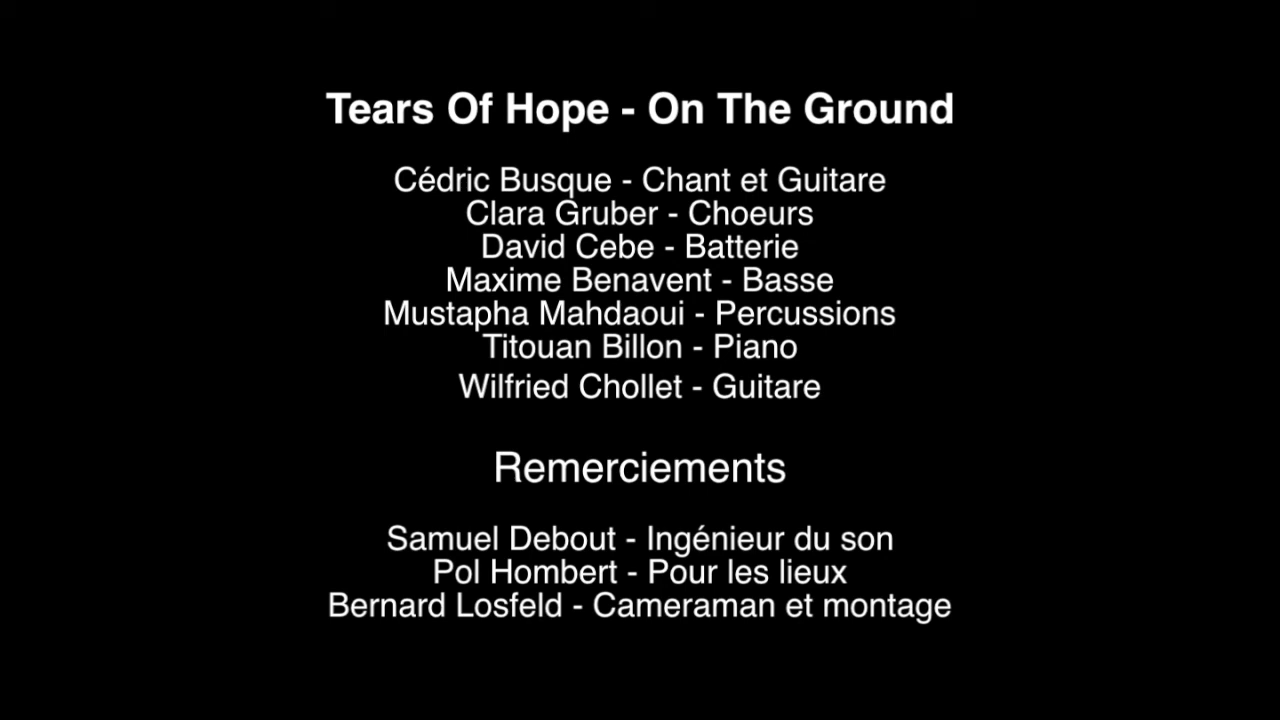 Tears Of Hope - On The Ground
Cédric Busque - Chant et Guitare
Clara Gruber - Choeurs
David Cebe - Batterie
Maxime Benavent - Basse
Mustapha Mahdaoui - Percussions
Titouan Billon - Piano
Wilfried Chollet - Guitare
Remerciements
Samuel Debout - Ingénieur du son
Pol Hombert - Pour les lieux
Bernard Losfeld - Cameraman et montage